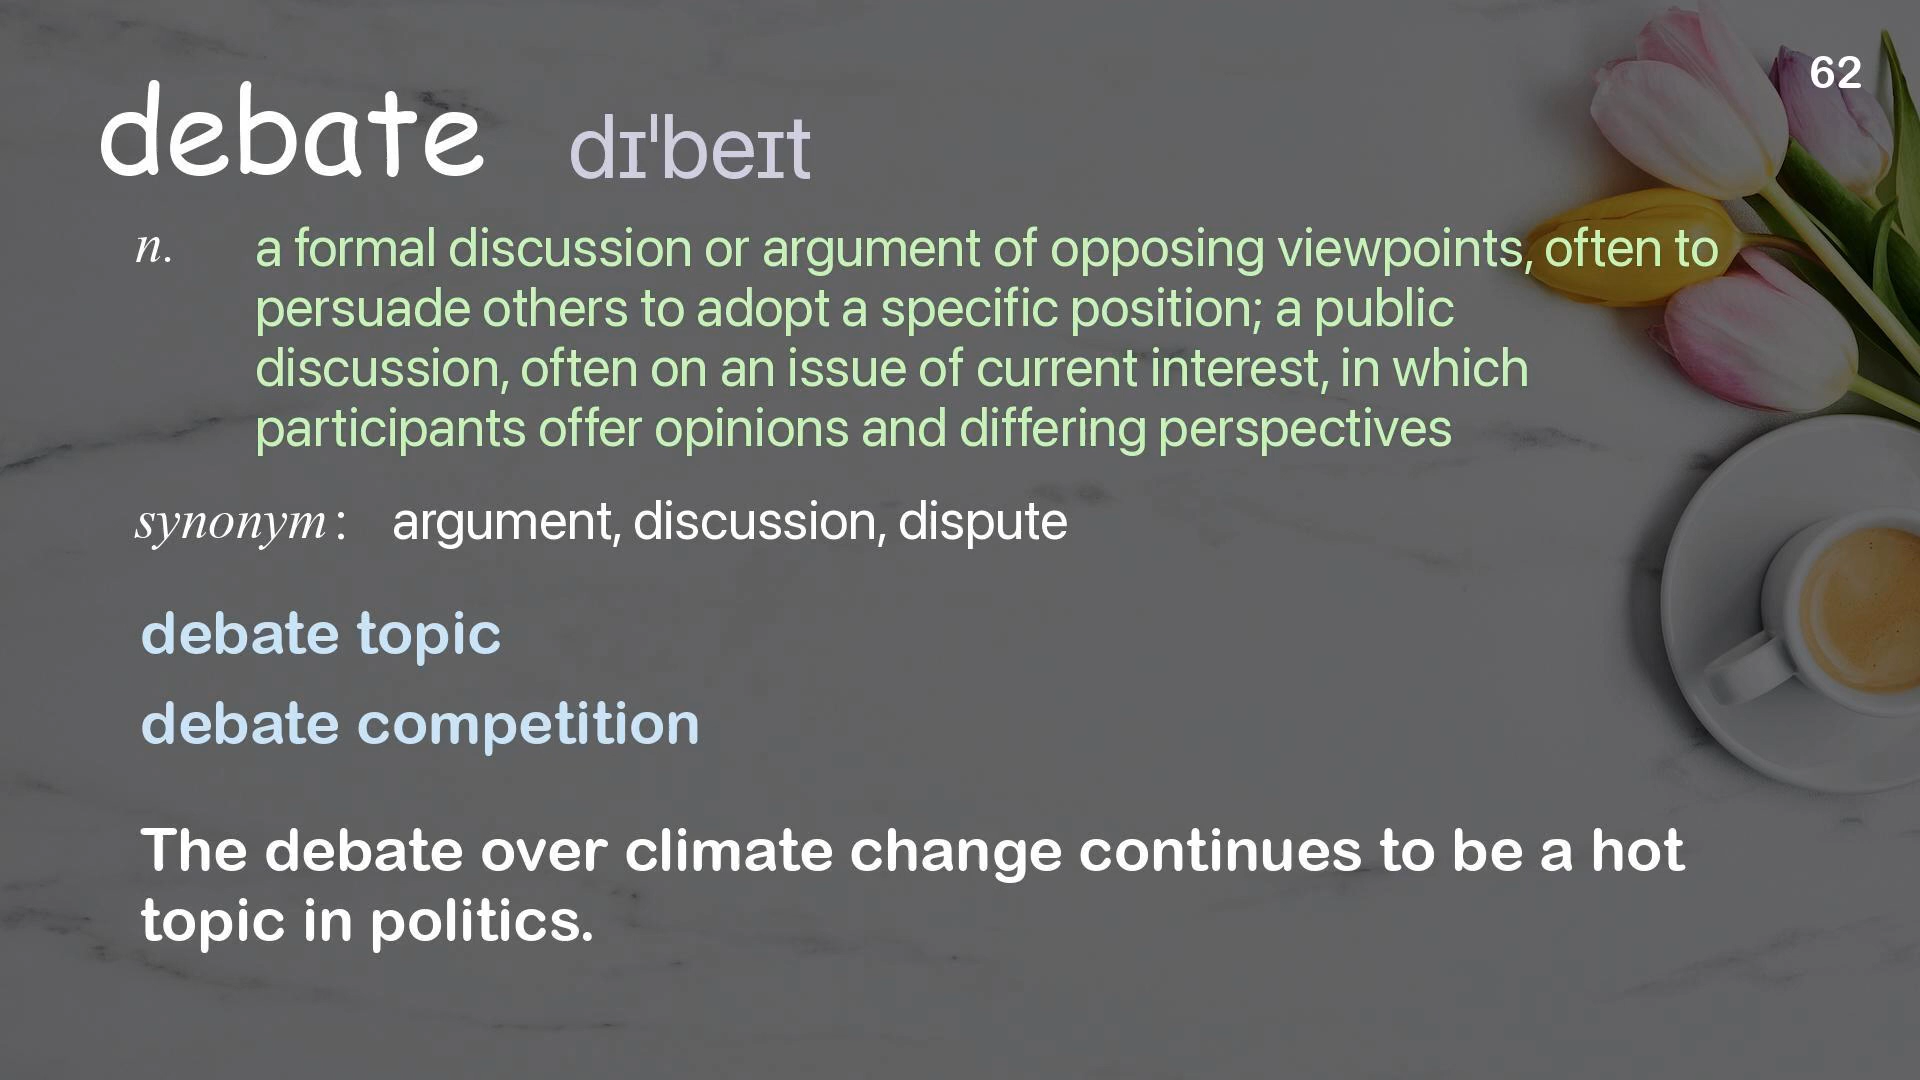 62
debate dɪˈbeɪt
n. a formal discussion or argument of opposing viewpoints, often to
persuade others to adopt a specific position; a public
discussion, often on an issue of current interest, in which
participants offer opinions and differing perspectives
synonym: argument, discussion, dispute
debate topic
debate competition
The debate over climate change continues to be a hot
topic in politics.